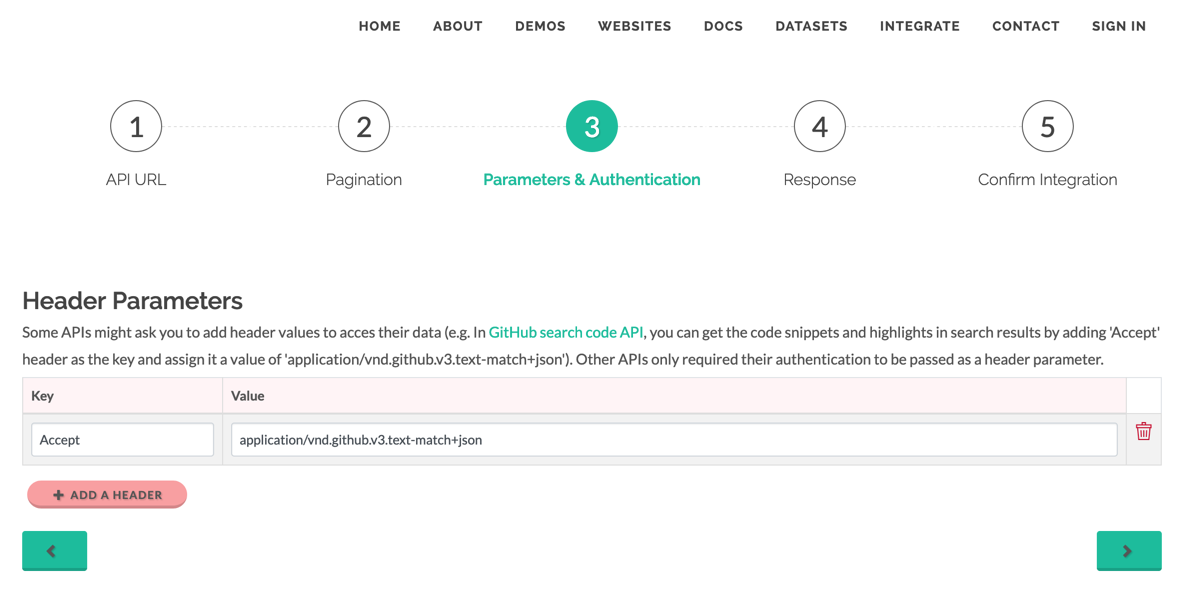 HOME ABOUT DEMOS WEBSITES DOCS DATASETS INTEGRATE CONTACT SIGN IN
1 2 3 4 5
API URL Pagination Parameters & Authentication Response Confirm Integration
Header Parameters
Some APIs might ask you to add header values to acces their data (e.g. In GitHub search code API, you can get the code snippets and highlights in search results by adding 'Accept'
header as the key and assign it a value of 'application/vnd.github.v3.text-match+json'). Other APIs only required their authentication to be passed as a header parameter.
Key Value
Accept application/vnd.github.v3.text-match+json
ADD A HEADER